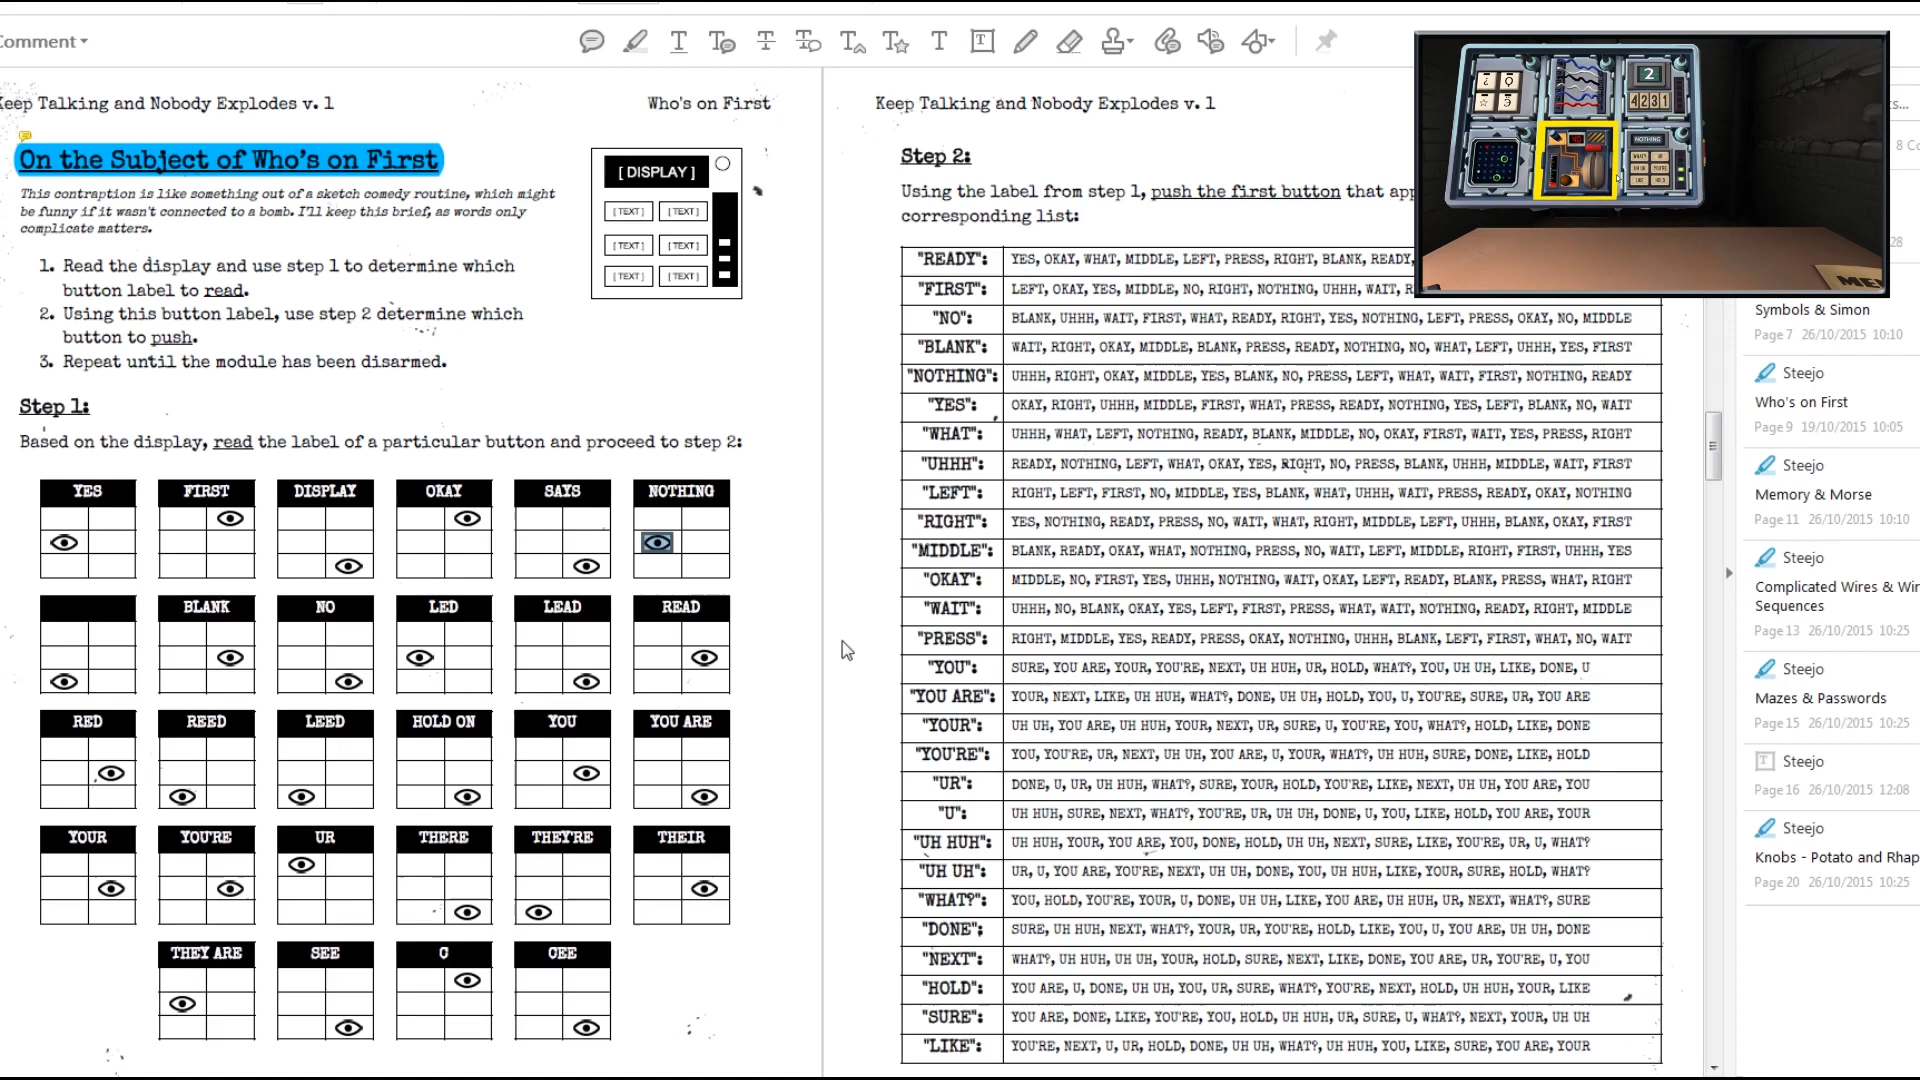 Comment
Keep Talking and Nobody Explodes v. 1
Who's on First
On the Subject of Who's on First
This contraption is like something out of a sketch comedy routine, which might
be funny if it wasn't connected to a bomb. I'll keep this brief, as words only
complicate matters.
[ DISPLAY ]
[ TEXT ] [ TEXT ]
[ TEXT ] [ TEXT ]
[ TEXT ] [ TEXT ]
1. Read the display and use step 1 to determine which
button label to read.
2. Using this button label, use step 2 determine which
button to push.
3. Repeat until the module has been disarmed.
Step 1:
Based on the display, read the label of a particular button and proceed to step 2:
YES FIRST DISPLAY OKAY SAYS NOTHING
BLANK NO LED LEAD READ
RED REED LEED HOLD ON YOU YOU ARE
YOUR YOU'RE UR THERE THEY'RE THEIR
THEY ARE SEE C CEE
Keep Talking and Nobody Explodes v. 1
Step 2:
Using the label from step 1, push the first button that app
corresponding list:
"READY": YES, OKAY, WHAT, MIDDLE, LEFT, PRESS, RIGHT, BLANK, READY,
"FIRST": LEFT, OKAY, YES, MIDDLE, NO, RIGHT, NOTHING, UHHH, WAIT, R
"NO": BLANK, UHHH, WAIT, FIRST, WHAT, READY, RIGHT, YES, NOTHING, LEFT, PRESS, OKAY, NO, MIDDLE
"BLANK": WAIT, RIGHT, OKAY, MIDDLE, BLANK, PRESS, READY, NOTHING, NO, WHAT, LEFT, UHHH, YES, FIRST
"NOTHING": UHHH, RIGHT, OKAY, MIDDLE, YES, BLANK, NO, PRESS, LEFT, WHAT, WAIT, FIRST, NOTHING, READY
"YES": OKAY, RIGHT, UHHH, MIDDLE, FIRST, WHAT, PRESS, READY, NOTHING, YES, LEFT, BLANK, NO, WAIT
"WHAT": UHHH, WHAT, LEFT, NOTHING, READY, BLANK, MIDDLE, NO, OKAY, FIRST, WAIT, YES, PRESS, RIGHT
"UHHH": READY, NOTHING, LEFT, WHAT, OKAY, YES, RIGHT, NO, PRESS, BLANK, UHHH, MIDDLE, WAIT, FIRST
"LEFT": RIGHT, LEFT, FIRST, NO, MIDDLE, YES, BLANK, WHAT, UHHH, WAIT, PRESS, READY, OKAY, NOTHING
"RIGHT": YES, NOTHING, READY, PRESS, NO, WAIT, WHAT, RIGHT, MIDDLE, LEFT, UHHH, BLANK, OKAY, FIRST
"MIDDLE": BLANK, READY, OKAY, WHAT, NOTHING, PRESS, NO, WAIT, LEFT, MIDDLE, RIGHT, FIRST, UHHH, YES
"OKAY": MIDDLE, NO, FIRST, YES, UHHH, NOTHING, WAIT, OKAY, LEFT, READY, BLANK, PRESS, WHAT, RIGHT
"WAIT": UHHH, NO, BLANK, OKAY, YES, LEFT, FIRST, PRESS, WHAT, WAIT, NOTHING, READY, RIGHT, MIDDLE
"PRESS": RIGHT, MIDDLE, YES, READY, PRESS, OKAY, NOTHING, UHHH, BLANK, LEFT, FIRST, WHAT, NO, WAIT
"YOU": SURE, YOU ARE, YOUR, YOU'RE, NEXT, UH HUH, UR, HOLD, WHAT?, YOU, UH UH, LIKE, DONE, U
"YOU ARE": YOUR, NEXT, LIKE, UH HUH, WHAT?, DONE, UH UH, HOLD, YOU, U, YOU'RE, SURE, UR, YOU ARE
"YOUR": UH UH, YOU ARE, UH HUH, YOUR, NEXT, UR, SURE, U, YOU'RE, YOU, WHAT?, HOLD, LIKE, DONE
"YOU'RE": YOU, YOU'RE, UR, NEXT, UH UH, YOU ARE, U, YOUR, WHAT?, UH HUH, SURE, DONE, LIKE, HOLD
"UR": DONE, U, UR, UH HUH, WHAT?, SURE, YOUR, HOLD, YOU'RE, LIKE, NEXT, UH UH, YOU ARE, YOU
"U": UH HUH, SURE, NEXT, WHAT?, YOU'RE, UR, UH UH, DONE, U, YOU, LIKE, HOLD, YOU ARE, YOUR
"UH HUH": UH HUH, YOUR, YOU ARE, YOU, DONE, HOLD, UH UH, NEXT, SURE, LIKE, YOU'RE, UR, U, WHAT?
"UH UH": UR, U, YOU ARE, YOU'RE, NEXT, UH UH, DONE, YOU, UH HUH, LIKE, YOUR, SURE, HOLD, WHAT?
"WHAT?": YOU, HOLD, YOU'RE, YOUR, U, DONE, UH UH, LIKE, YOU ARE, UH HUH, UR, NEXT, WHAT?, SURE
"DONE": SURE, UH HUH, NEXT, WHAT?, YOUR, UR, YOU'RE, HOLD, LIKE, YOU, U, YOU ARE, UH UH, DONE
"NEXT": WHAT?, UH HUH, UH UH, YOUR, HOLD, SURE, NEXT, LIKE, DONE, YOU ARE, UR, YOU'RE, U, YOU
"HOLD": YOU ARE, U, DONE, UH UH, YOU, UR, SURE, WHAT?, YOU'RE, NEXT, HOLD, UH HUH, YOUR, LIKE
"SURE": YOU ARE, DONE, LIKE, YOU'RE, YOU, HOLD, UH HUH, UR, SURE, U, WHAT?, NEXT, YOUR, UH UH
"LIKE": YOU'RE, NEXT, U, UR, HOLD, DONE, UH UH, WHAT?, UH HUH, YOU, LIKE, SURE, YOU ARE, YOUR
2
4 2 3 1
NOTHING
WHAT? UR
UH UH YOU'RE
LIKE HOLD
ts...
8 Co
28
Symbols & Simon
Page 7 26/10/2015 10:10
Steejo
Who's on First
Page 9 19/10/2015 10:05
Steejo
Memory & Morse
Page 11 26/10/2015 10:10
Steejo
Complicated Wires & Wir
Sequences
Page 13 26/10/2015 10:25
Steejo
Mazes & Passwords
Page 15 26/10/2015 10:25
Steejo
Page 16 26/10/2015 12:08
Steejo
Knobs - Potato and Rhap
Page 20 26/10/2015 10:25